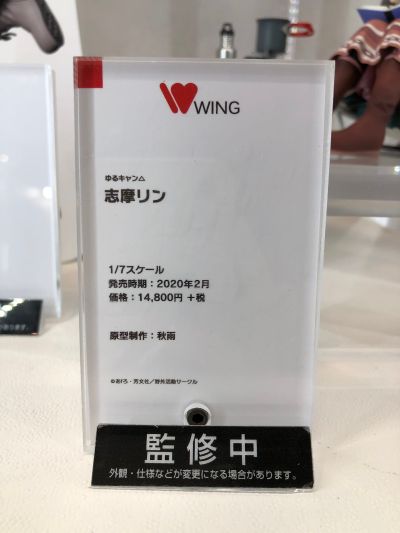 WING
ゆるキャン△
志摩リン
1/7スケール
発売時期：2020年2月
価格：14,800円 +税
原型制作：秋雨
©あfろ・芳文社／野外活動サークル
監修中
外観・仕様などが変更になる場合があります。